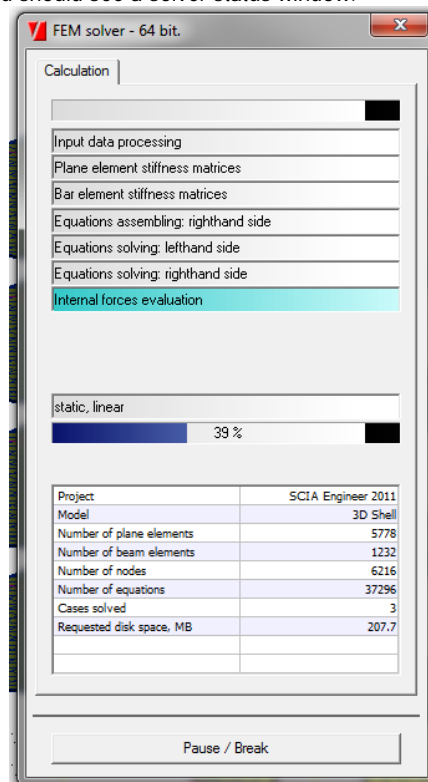 FEM solver - 64 bit.
Calculation
Input data processing
Plane element stiffness matrices
Bar element stiffness matrices
Equations assembling: righthand side
Equations solving: lefthand side
Equations solving: righthand side
Internal forces evaluation
static, linear
39 %
Project SCIA Engineer 2011
Model 3D Shell
Number of plane elements 5778
Number of beam elements 1232
Number of nodes 6216
Number of equations 37296
Cases solved 3
Requested disk space, MB 207.7
Pause / Break